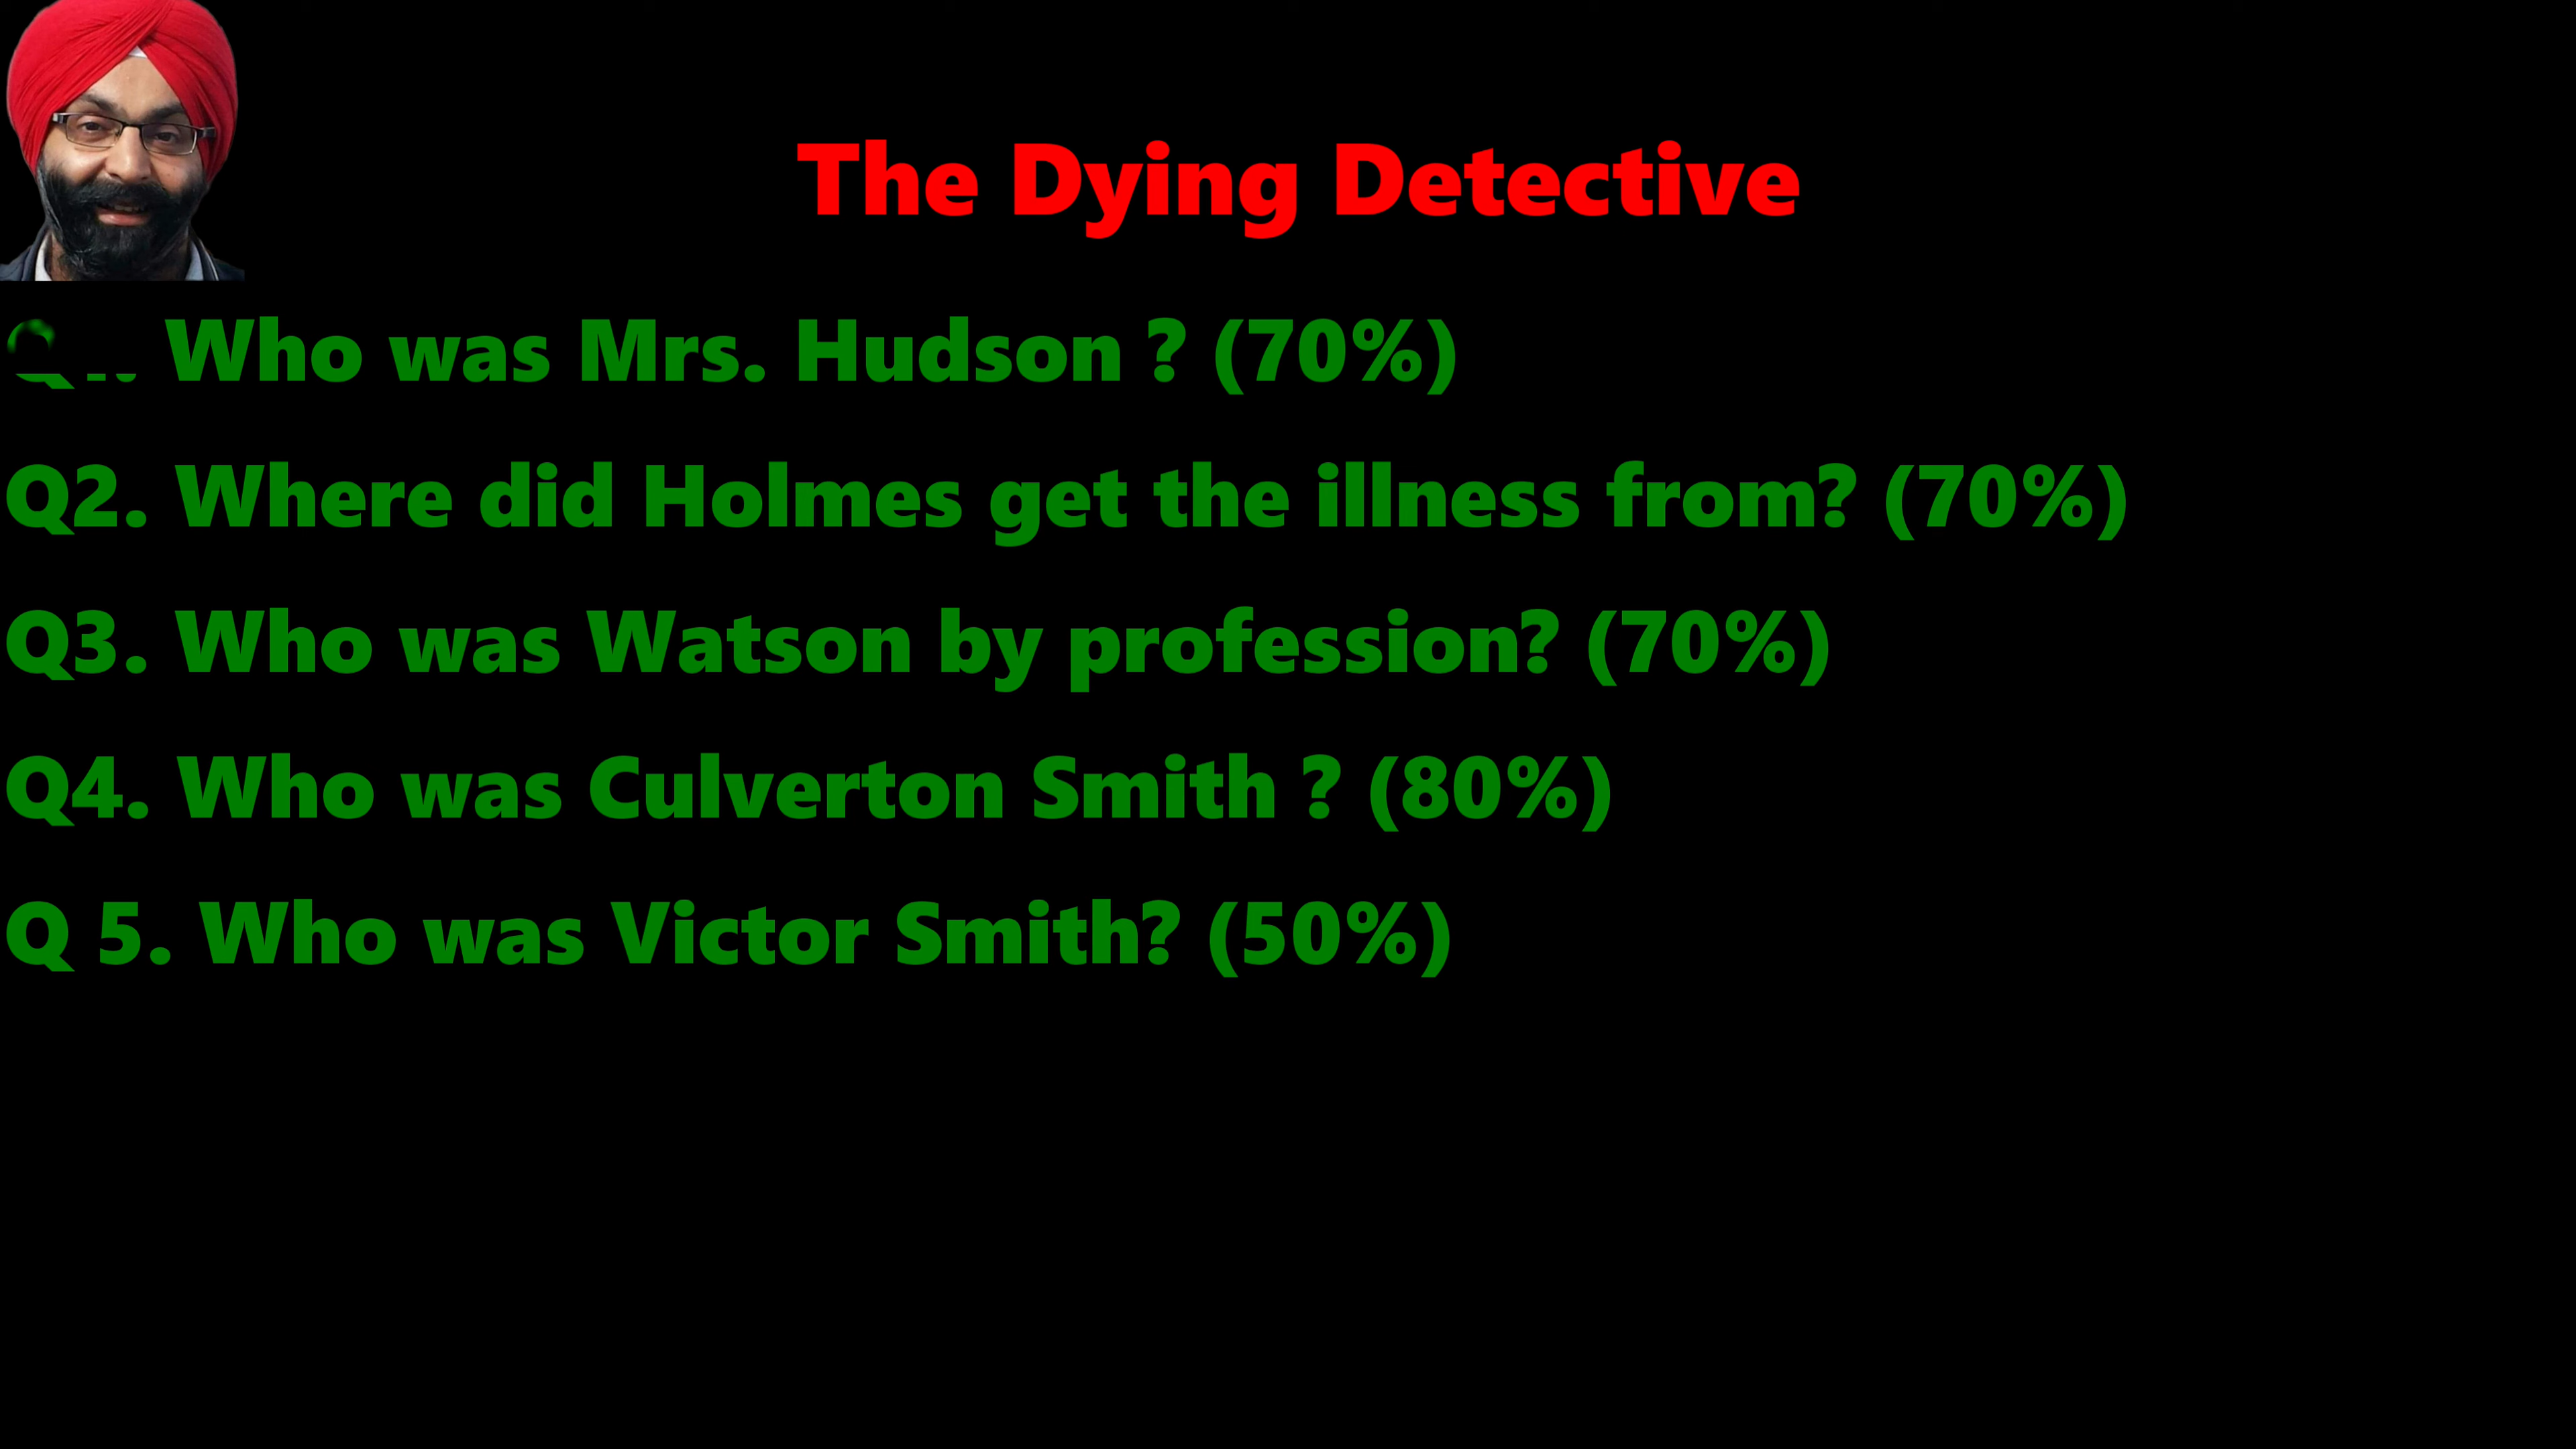 The Dying Detective
Q1. Who was Mrs. Hudson ? (70%)
Q2. Where did Holmes get the illness from? (70%)
Q3. Who was Watson by profession? (70%)
Q4. Who was Culverton Smith ? (80%)
Q 5. Who was Victor Smith? (50%)